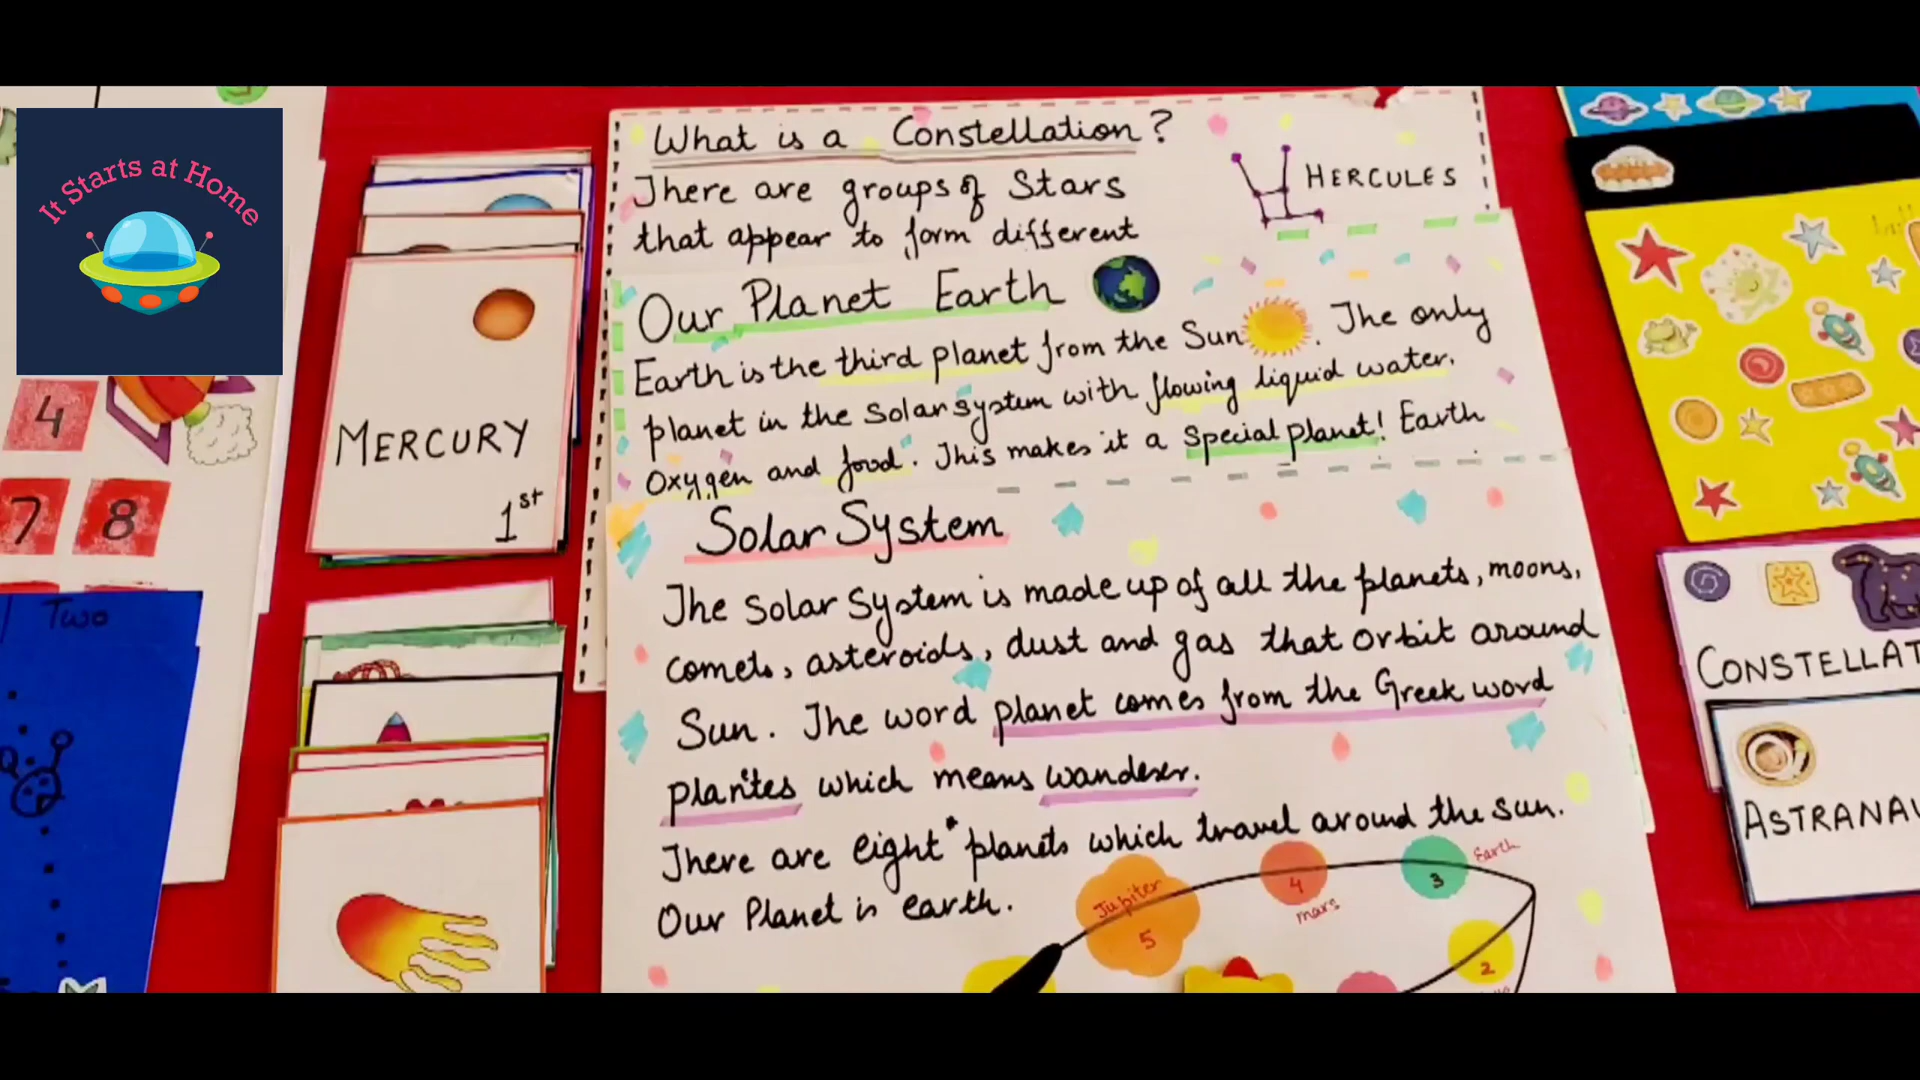 It Starts at Home
4
7 8
Two
MERCURY
1st
What is a Constellation?
There are groups of Stars
that appear to form different
HERCULES
Our Planet Earth
Earth is the third planet from the Sun. The only
planet in the Solar system with flowing liquid water.
Oxygen and food. This makes it a Special Planet! Earth
Solar System
The Solar System is made up of all the planets, moons,
comets, asteroids, dust and gas that orbit around
Sun. The word planet comes from the Greek word
planites which means wanderer.
There are eight* planets which travel around the sun.
Our Planet is earth.
Jubiter
5
4
mars
3
Earth
2
CONSTELLAT
ASTRANAU